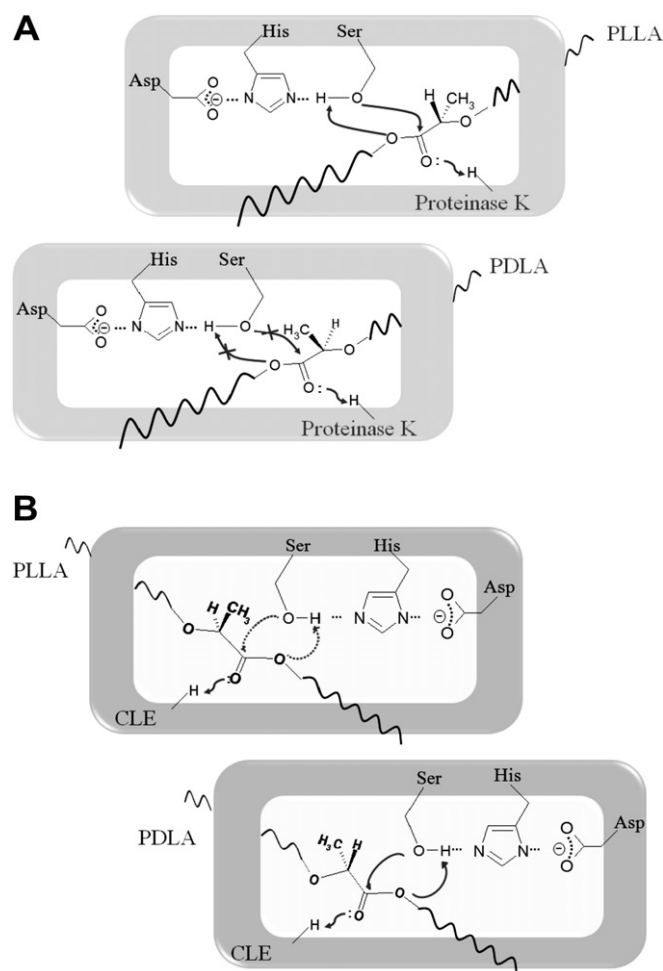 A
His
Ser
PLLA
Asp
O
O
⊖
N
N
H
O
H
CH₃
O
O
O:
H
Proteinase K
His
Ser
PDLA
Asp
O
O
⊖
N
N
H
O
H₃C
H
O
O
O:
H
Proteinase K
B
Ser
His
PLLA
Asp
H
CH₃
O
H
N
N
⊖
O
O
O
O
:O
H
CLE
Ser
His
PDLA
Asp
H₃C
H
O
H
N
N
⊖
O
O
O
O
:O
H
CLE